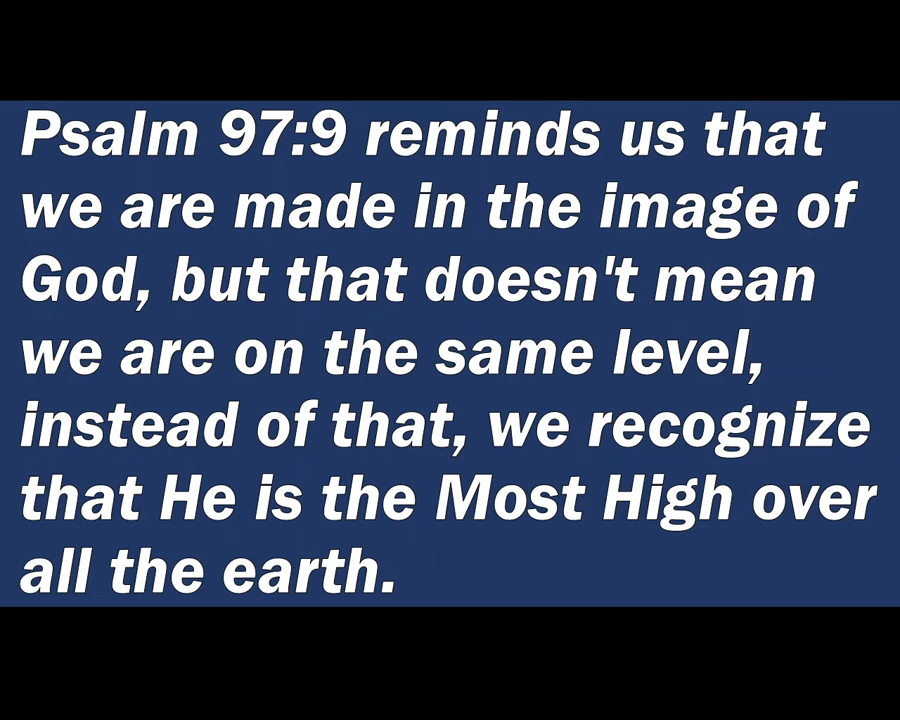 Psalm 97:9 reminds us that
we are made in the image of
God, but that doesn't mean
we are on the same level,
instead of that, we recognize
that He is the Most High over
all the earth.